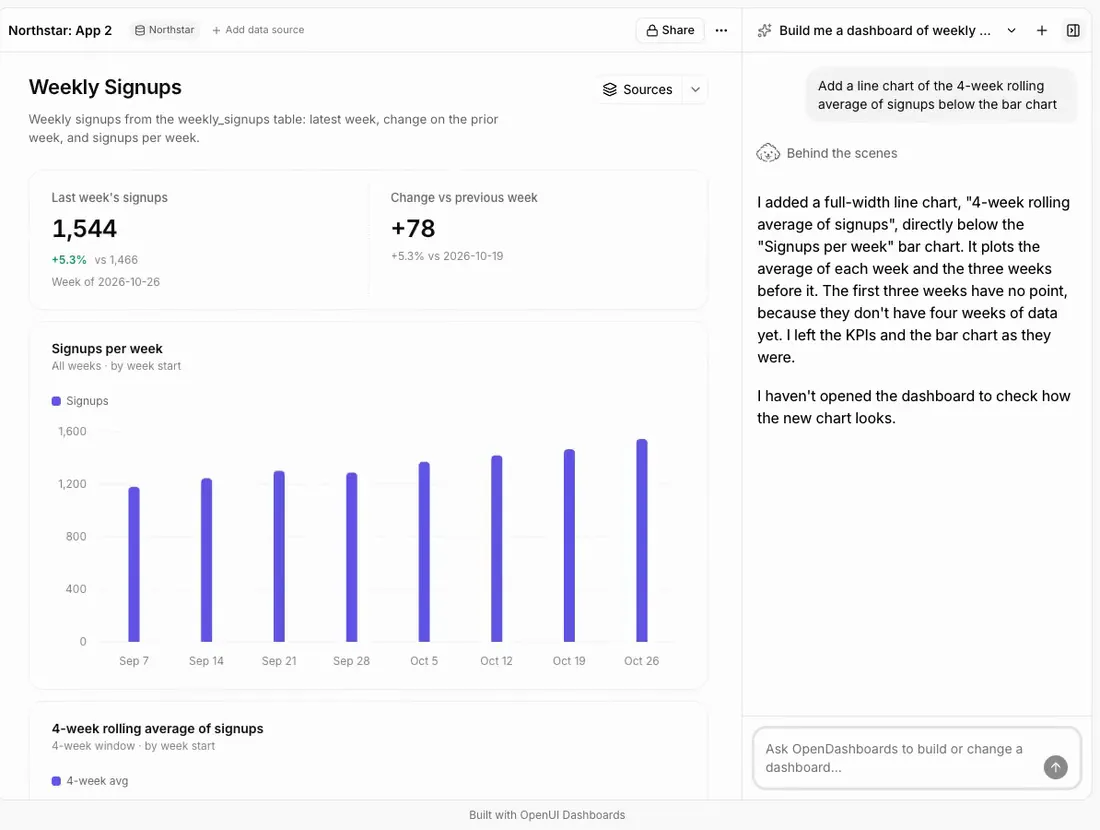 Northstar: App 2
Northstar
+ Add data source
Share
Build me a dashboard of weekly ...
Weekly Signups
Sources
Weekly signups from the weekly_signups table: latest week, change on the prior
week, and signups per week.
Last week's signups
1,544
+5.3% vs 1,466
Week of 2026-10-26
Change vs previous week
+78
+5.3% vs 2026-10-19
Signups per week
All weeks · by week start
Signups
1,600
1,200
800
400
0
Sep 7
Sep 14
Sep 21
Sep 28
Oct 5
Oct 12
Oct 19
Oct 26
4-week rolling average of signups
4-week window · by week start
4-week avg
Add a line chart of the 4-week rolling
average of signups below the bar chart
Behind the scenes
I added a full-width line chart, "4-week rolling
average of signups", directly below the
"Signups per week" bar chart. It plots the
average of each week and the three weeks
before it. The first three weeks have no point,
because they don't have four weeks of data
yet. I left the KPIs and the bar chart as they
were.
I haven't opened the dashboard to check how
the new chart looks.
Ask OpenDashboards to build or change a
dashboard...
Built with OpenUI Dashboards